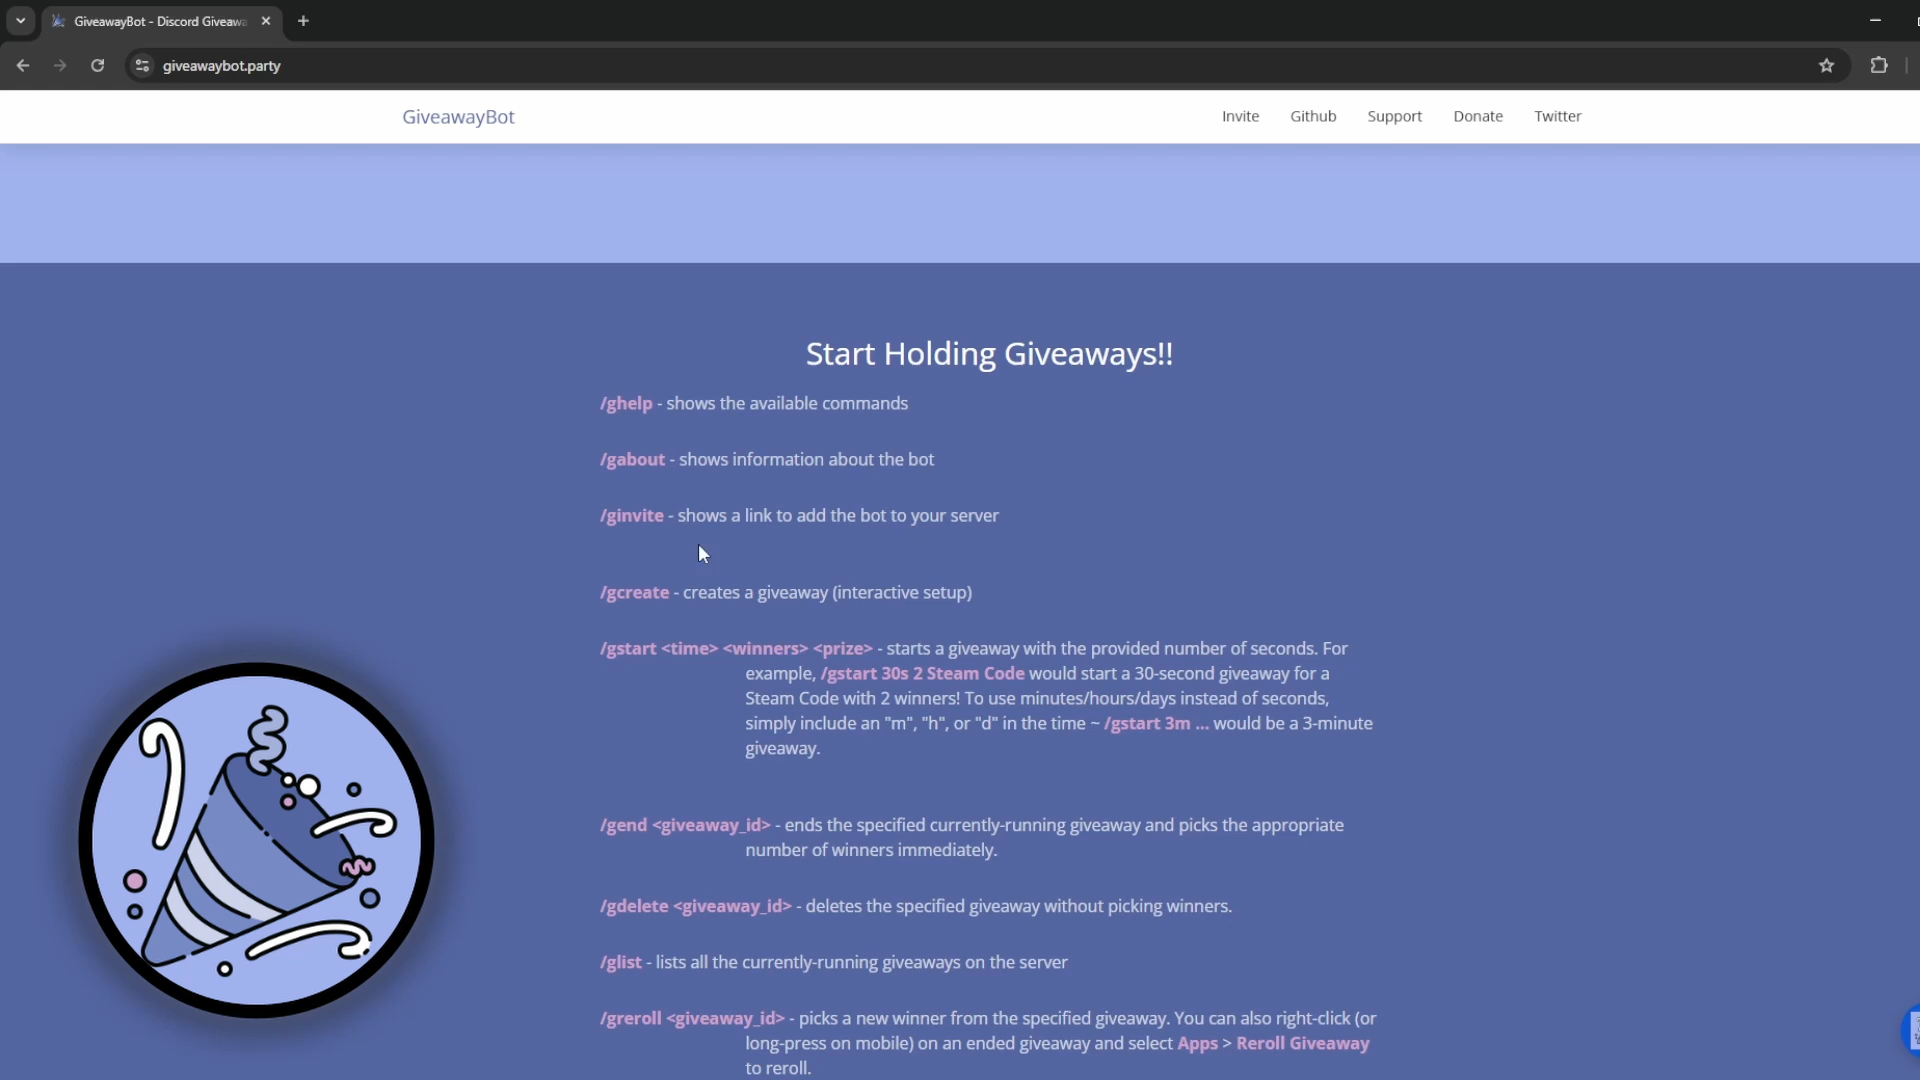 GiveawayBot - Discord Giveaw
giveawaybot.party
GiveawayBot
Invite
Github
Support
Donate
Twitter
Start Holding Giveaways!!
/ghelp - shows the available commands
/gabout - shows information about the bot
/ginvite - shows a link to add the bot to your server
/gcreate - creates a giveaway (interactive setup)
/gstart <time> <winners> <prize> - starts a giveaway with the provided number of seconds. For
example, /gstart 30s 2 Steam Code would start a 30-second giveaway for a
Steam Code with 2 winners! To use minutes/hours/days instead of seconds,
simply include an "m", "h", or "d" in the time ~ /gstart 3m ... would be a 3-minute
giveaway.
/gend <giveaway_id> - ends the specified currently-running giveaway and picks the appropriate
number of winners immediately.
/gdelete <giveaway_id> - deletes the specified giveaway without picking winners.
/glist - lists all the currently-running giveaways on the server
/greroll <giveaway_id> - picks a new winner from the specified giveaway. You can also right-click (or
long-press on mobile) on an ended giveaway and select Apps > Reroll Giveaway
to reroll.